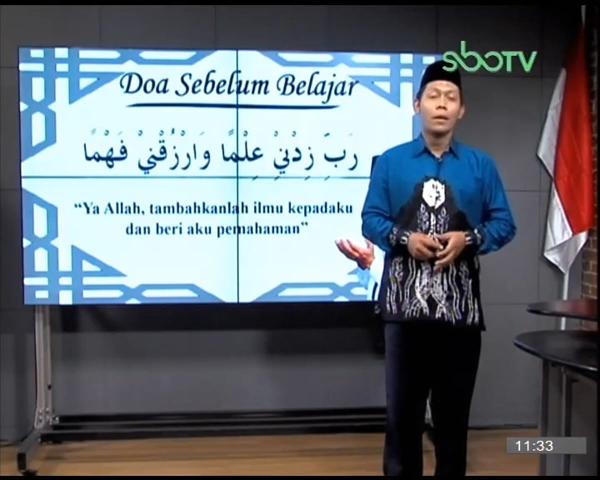 sboTV
Doa Sebelum Belajar
رَبِّ زِدْنِيْ عِلْمًا وَارْزُقْنِيْ فَهْمًا
“Ya Allah, tambahkanlah ilmu kepadaku
dan beri aku pemahaman”
11:33